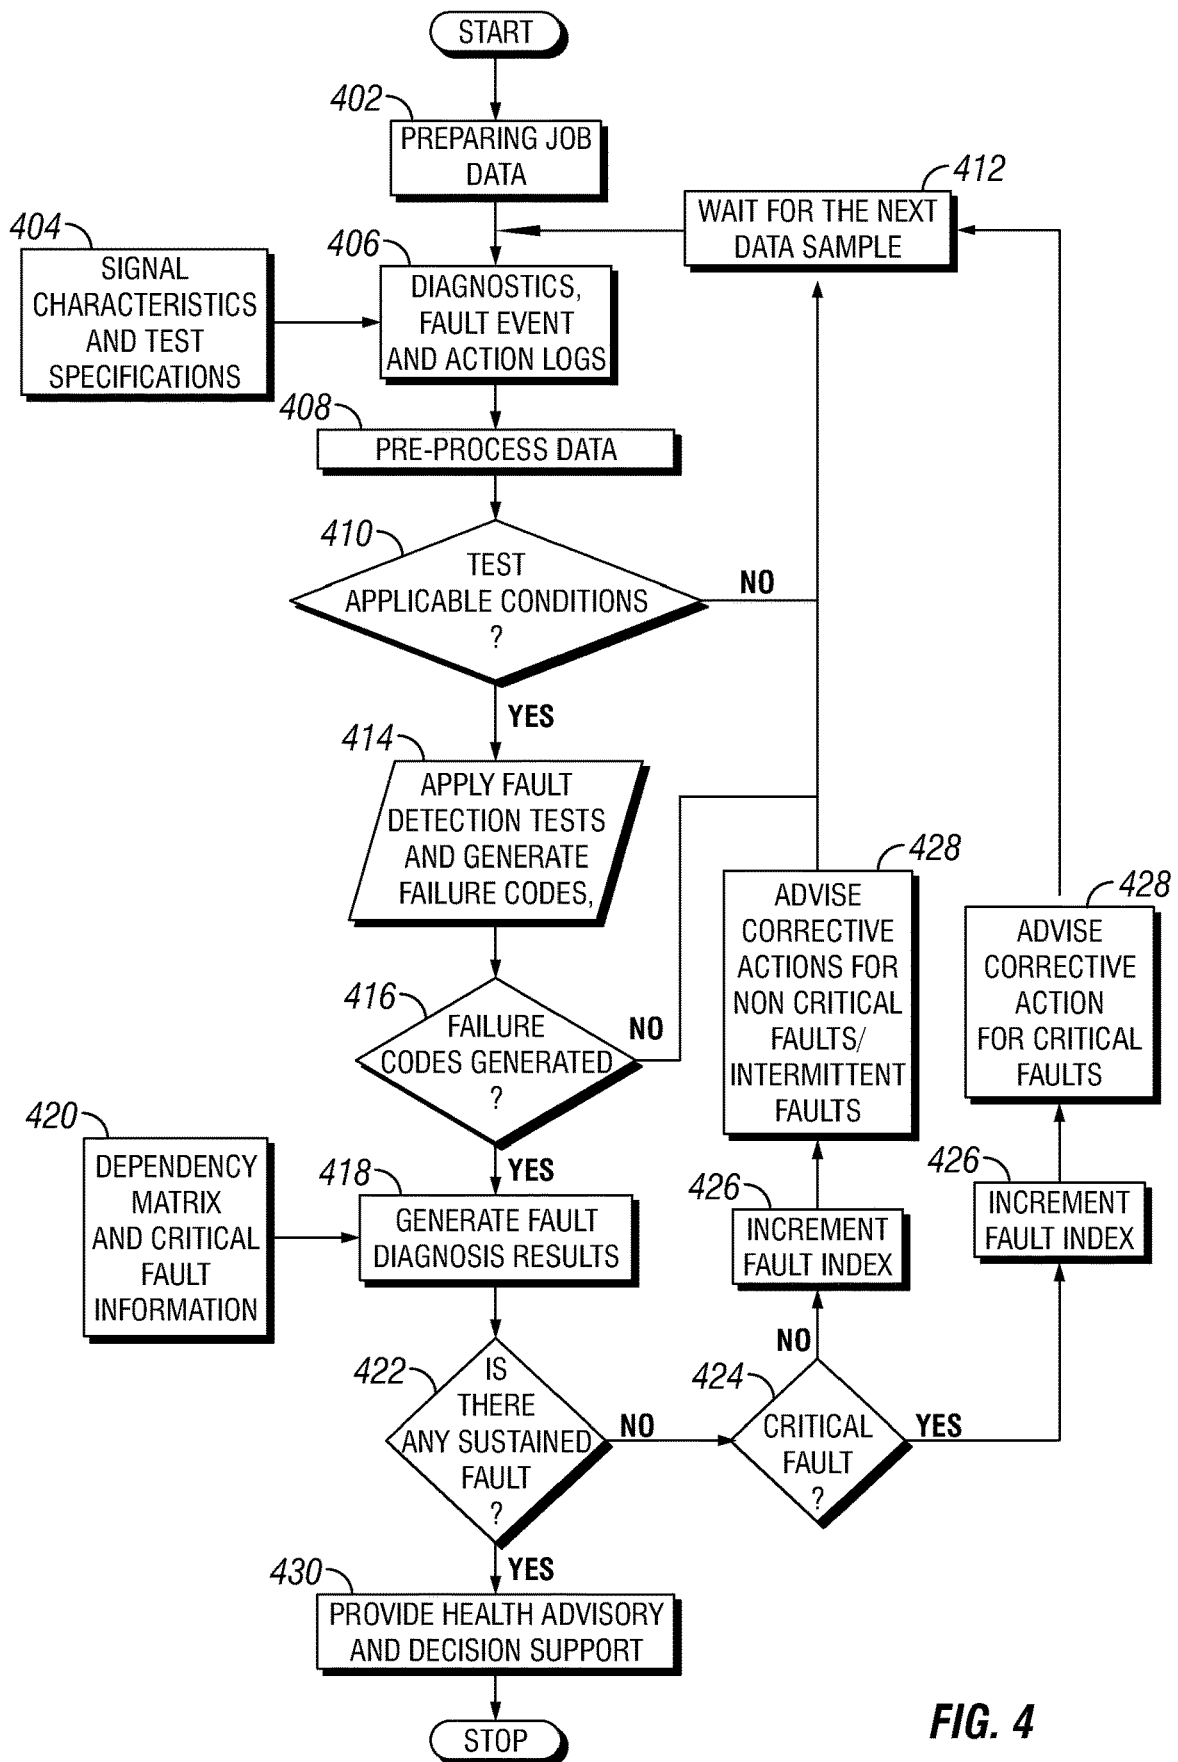 START
402
PREPARING JOB
DATA
412
WAIT FOR THE NEXT
DATA SAMPLE
404
SIGNAL
CHARACTERISTICS
AND TEST
SPECIFICATIONS
406
DIAGNOSTICS,
FAULT EVENT
AND ACTION LOGS
408
PRE-PROCESS DATA
410
TEST
APPLICABLE CONDITIONS
?
NO
YES
414
APPLY FAULT
DETECTION TESTS
AND GENERATE
FAILURE CODES,
416
FAILURE
CODES GENERATED
?
NO
YES
428
ADVISE
CORRECTIVE
ACTIONS FOR
NON CRITICAL
FAULTS/
INTERMITTENT
FAULTS
428
ADVISE
CORRECTIVE
ACTION
FOR CRITICAL
FAULTS
420
DEPENDENCY
MATRIX
AND CRITICAL
FAULT
INFORMATION
418
GENERATE FAULT
DIAGNOSIS RESULTS
426
INCREMENT
FAULT INDEX
426
INCREMENT
FAULT INDEX
422
IS
THERE
ANY SUSTAINED
FAULT
?
NO
424
CRITICAL
FAULT
?
NO
YES
YES
430
PROVIDE HEALTH ADVISORY
AND DECISION SUPPORT
STOP
FIG. 4